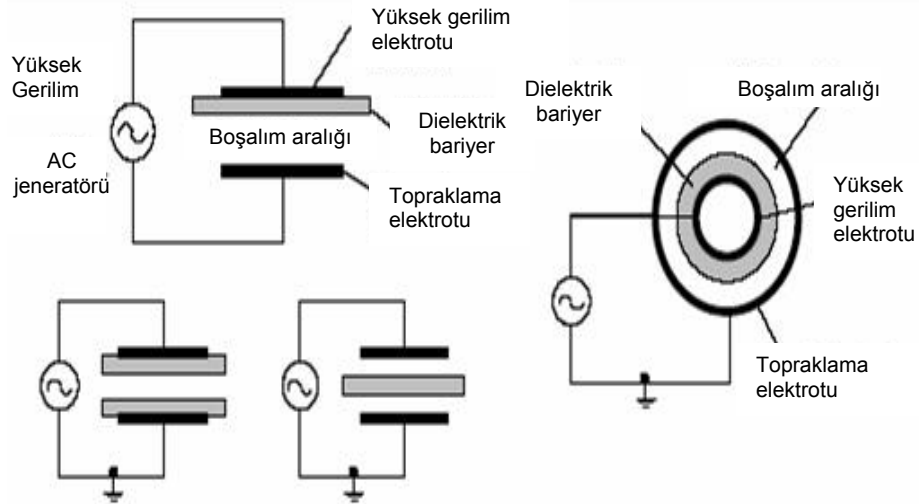 Yüksek gerilim
elektrotu
Yüksek
Gerilim
AC
jeneratörü
Boşalım aralığı
Dielektrik
bariyer
Topraklama
elektrotu
Dielektrik
bariyer
Boşalım aralığı
Yüksek
gerilim
elektrotu
Topraklama
elektrotu